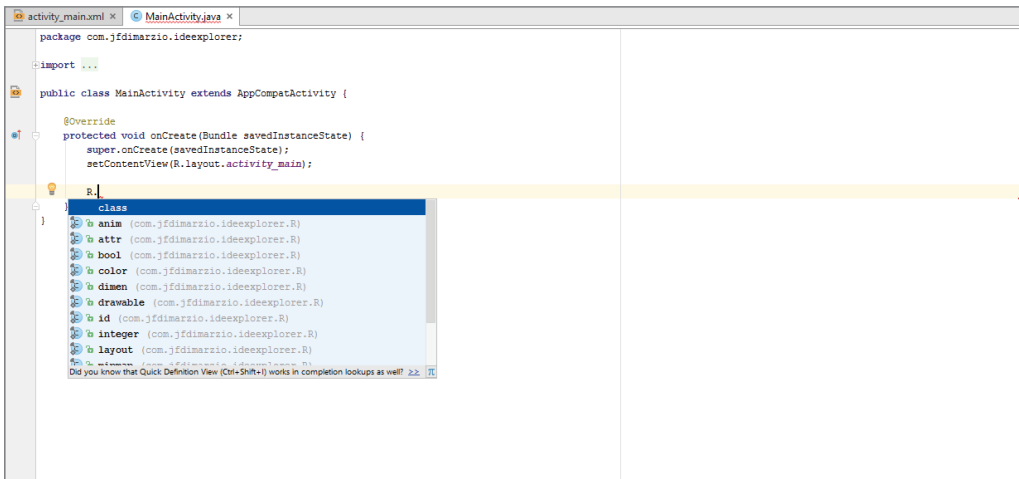 activity_main.xml × MainActivity.java ×
package com.jfdimarzio.ideexplorer;
import ...
public class MainActivity extends AppCompatActivity {
@Override
protected void onCreate(Bundle savedInstanceState) {
super.onCreate(savedInstanceState);
setContentView(R.layout.activity_main);
R.
}
class
}
anim (com.jfdimarzio.ideexplorer.R)
attr (com.jfdimarzio.ideexplorer.R)
bool (com.jfdimarzio.ideexplorer.R)
color (com.jfdimarzio.ideexplorer.R)
dimen (com.jfdimarzio.ideexplorer.R)
drawable (com.jfdimarzio.ideexplorer.R)
id (com.jfdimarzio.ideexplorer.R)
integer (com.jfdimarzio.ideexplorer.R)
layout (com.jfdimarzio.ideexplorer.R)
mipmap (com.jfdimarzio.ideexplorer.R)
Did you know that Quick Definition View (Ctrl+Shift+I) works in completion lookups as well? >> π